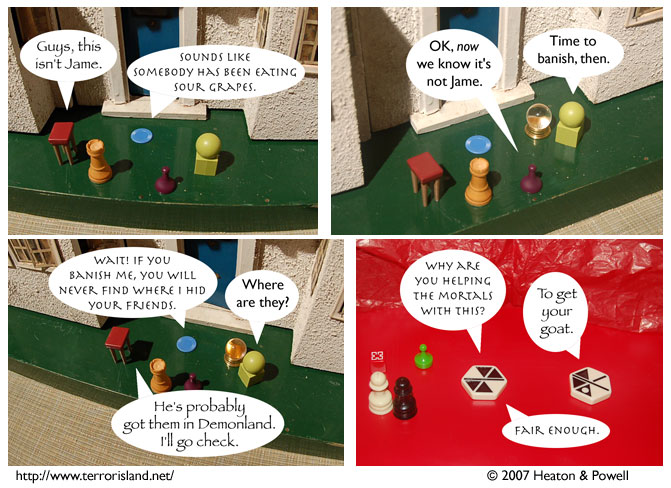 Guys, this
isn't Jame.
SOUNDS LIKE
SOMEBODY HAS BEEN EATING
SOUR GRAPES.
OK, now
we know it's
not Jame.
Time to
banish, then.
WAIT! IF YOU
BANISH ME, YOU WILL
NEVER FIND WHERE I HID
YOUR FRIENDS.
Where
are they?
He's probably
got them in Demonland.
I'll go check.
WHY ARE
YOU HELPING
THE MORTALS
WITH THIS?
To get
your
goat.
FAIR ENOUGH.
http://www.terrorisland.net/
© 2007 Heaton & Powell